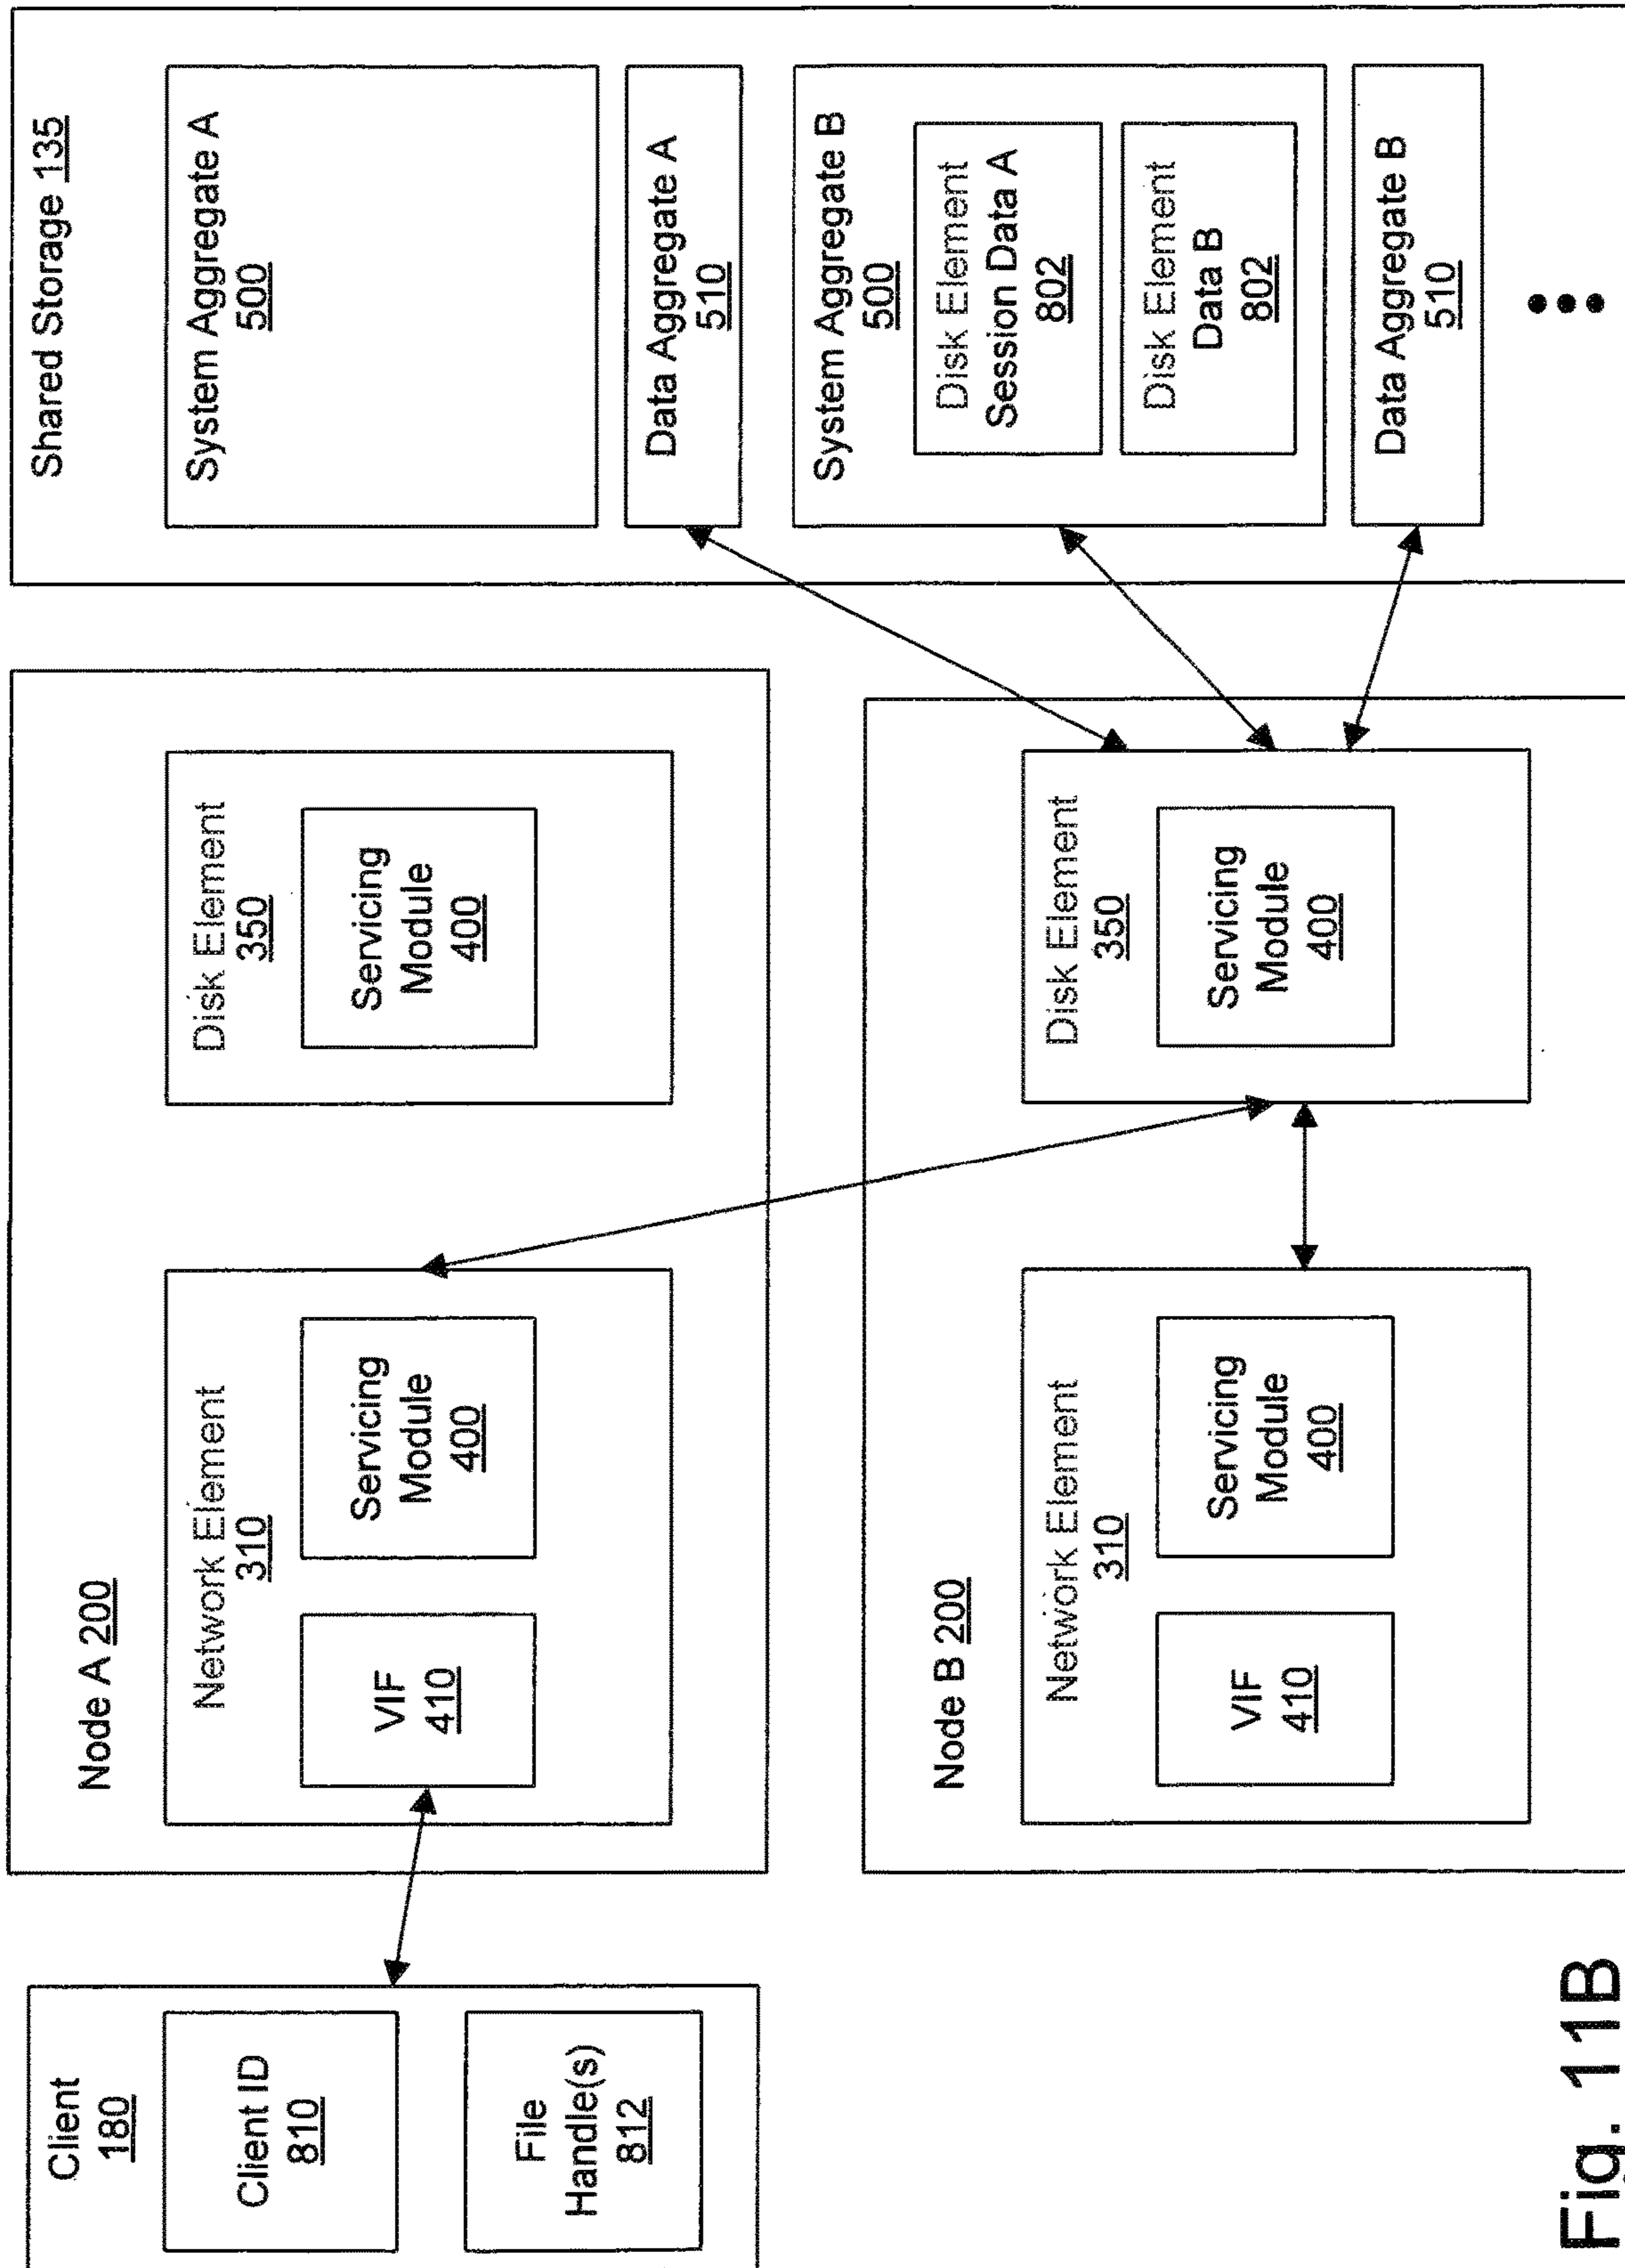 Client
180
Client ID
810
File
Handle(s)
812
Node A 200
Network Element
310
VIF
410
Servicing
Module
400
Disk Element
350
Servicing
Module
400
Node B 200
Network Element
310
VIF
410
Servicing
Module
400
Disk Element
350
Servicing
Module
400
Shared Storage 135
System Aggregate A
500
Data Aggregate A
510
System Aggregate B
500
Disk Element
Session Data A
802
Disk Element
Data B
802
Data Aggregate B
510
Fig. 11B